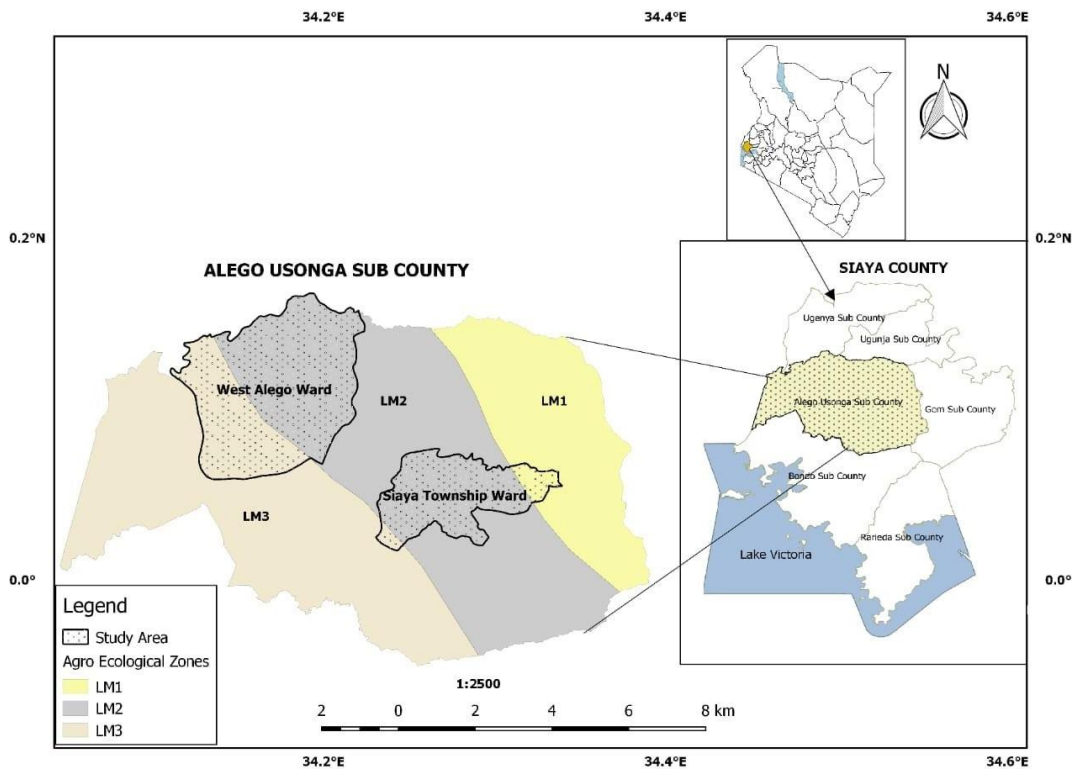 34.2°E
34.4°E
34.6°E
N
0.2°N
0.2°N
ALEGO USONGA SUB COUNTY
SIAYA COUNTY
Ugenya Sub County
Ugunja Sub County
West Alego Ward
LM2
LM1
Alego Usonga Sub County
Gem Sub County
Siaya Township Ward
Bondo Sub County
LM3
Rarieda Sub County
Lake Victoria
0.0°
0.0°
Legend
Study Area
Agro Ecological Zones
LM1
LM2
LM3
1:2500
2 0 2 4 6 8 km
34.2°E
34.4°E
34.6°E